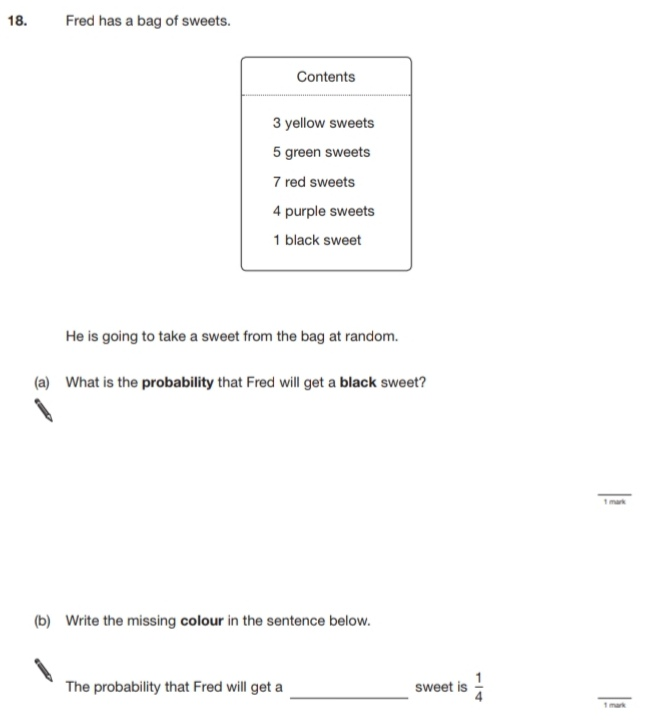 18. Fred has a bag of sweets.
Contents
3 yellow sweets
5 green sweets
7 red sweets
4 purple sweets
1 black sweet
He is going to take a sweet from the bag at random.
(a) What is the probability that Fred will get a black sweet?
1 mark
(b) Write the missing colour in the sentence below.
The probability that Fred will get a ______________ sweet is 1/4
1 mark